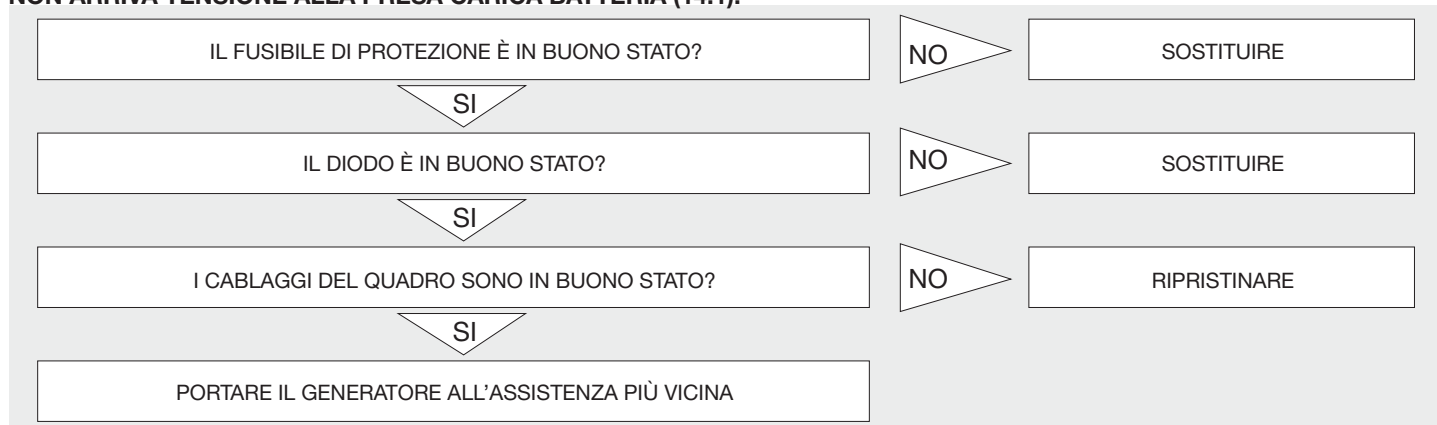 NON ARRIVA TENSIONE ALLA PRESA CARICA BATTERIA (14.1).
IL FUSIBILE DI PROTEZIONE È IN BUONO STATO?
NO
SOSTITUIRE
SI
IL DIODO È IN BUONO STATO?
NO
SOSTITUIRE
SI
I CABLAGGI DEL QUADRO SONO IN BUONO STATO?
NO
RIPRISTINARE
SI
PORTARE IL GENERATORE ALL’ASSISTENZA PIÙ VICINA